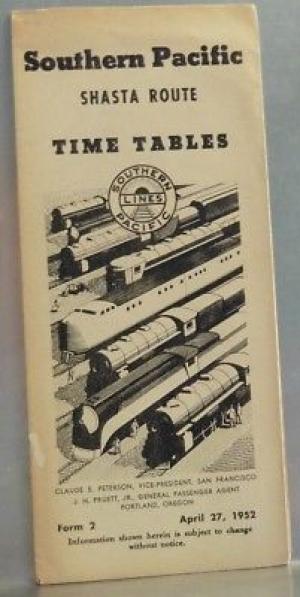 Southern Pacific
SHASTA ROUTE
TIME TABLES
SOUTHERN
LINES
PACIFIC
CLAUDE E. PETERSON, VICE-PRESIDENT, SAN FRANCISCO
J. H. PRUETT, JR., GENERAL PASSENGER AGENT
PORTLAND, OREGON
Form 2 April 27, 1952
Information shown herein is subject to change
without notice.